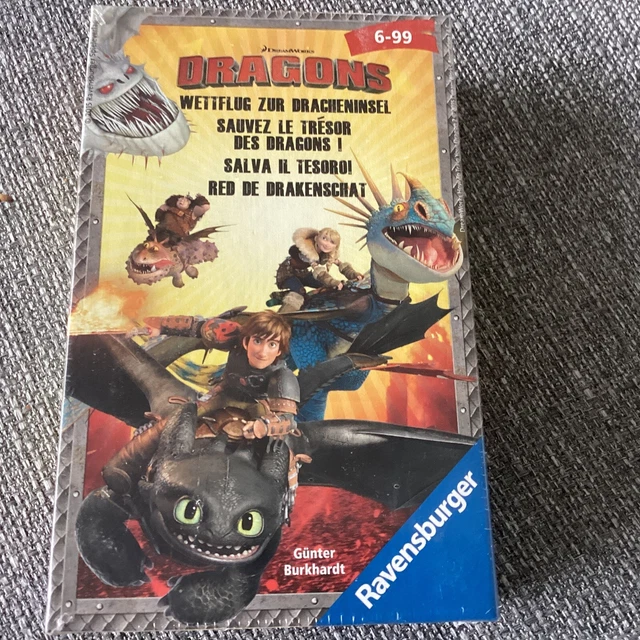 6-99
DREAMWORKS
DRAGONS
WETTFLUG ZUR DRACHENINSEL
SAUVEZ LE TRÉSOR
DES DRAGONS !
SALVA IL TESORO!
RED DE DRAKENSCHAT
Günter
Burkhardt
Ravensburger